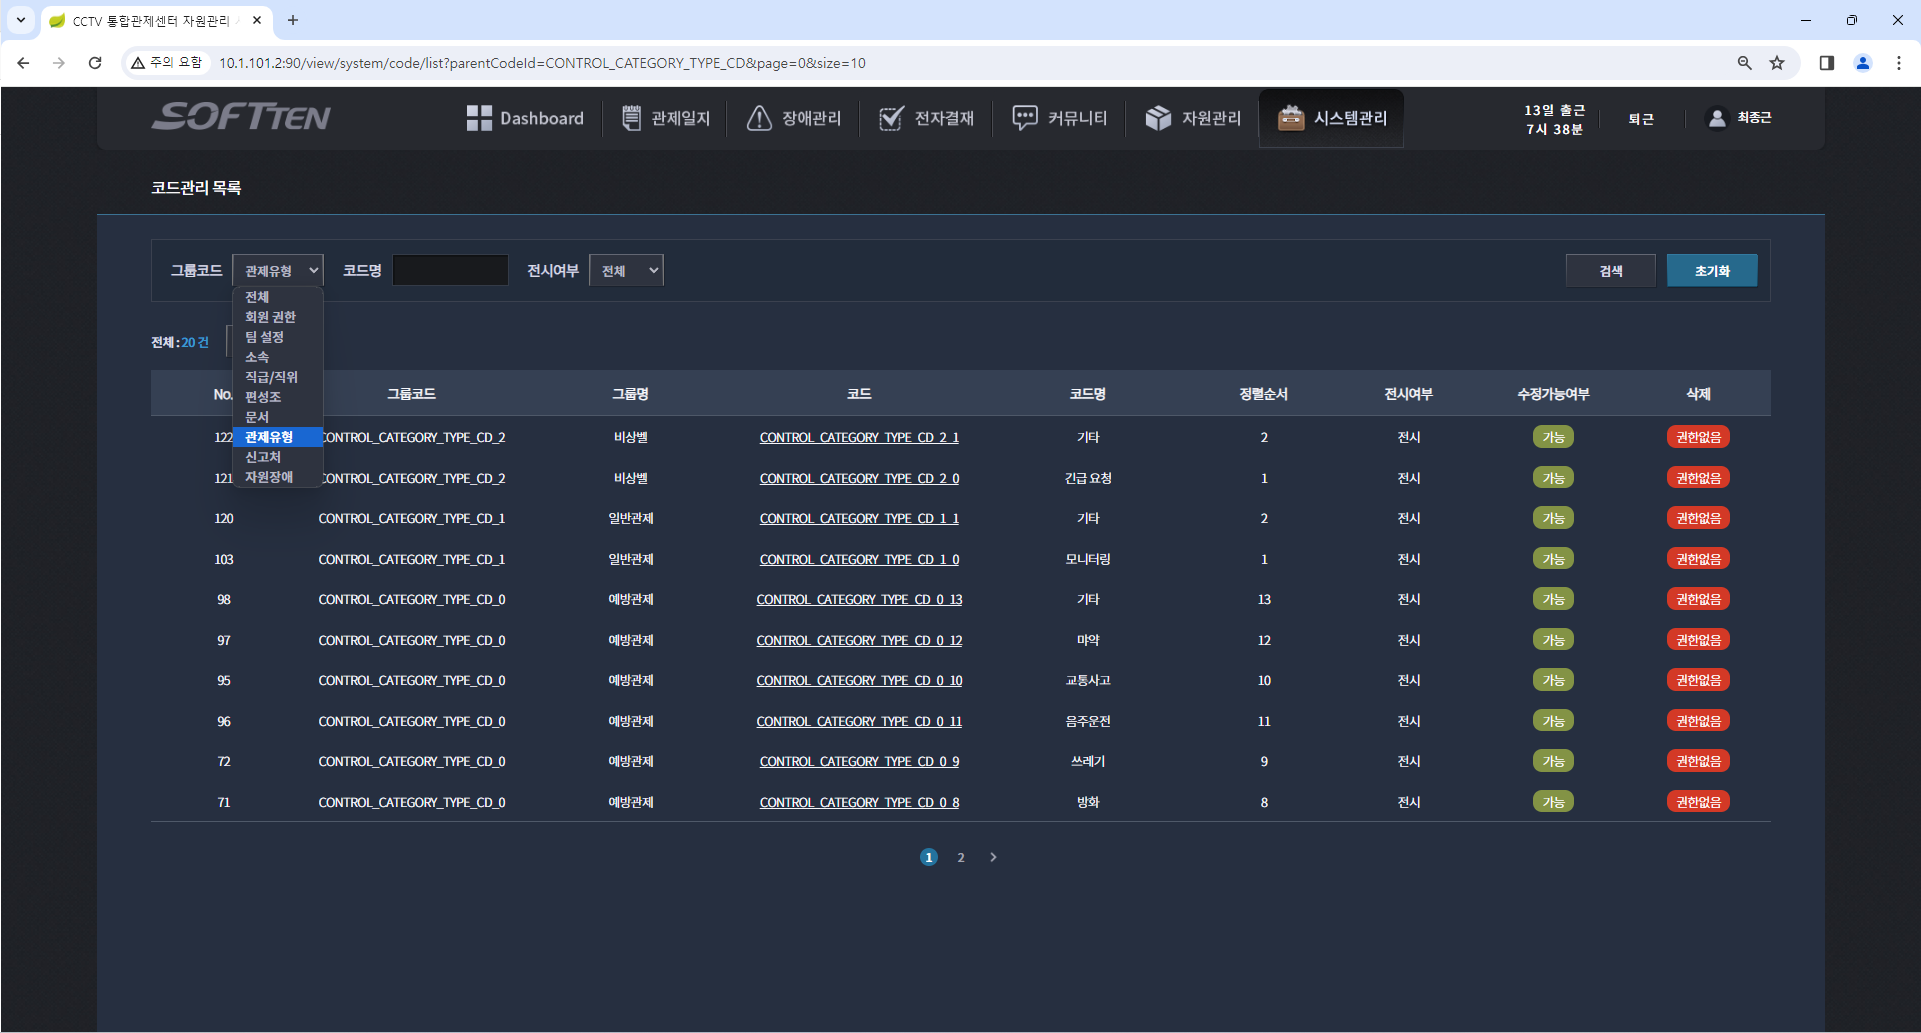 CCTV 통합관제센터 자원관리
주의 요함 10.1.101.2:90/view/system/code/list?parentCodeId=CONTROL_CATEGORY_TYPE_CD&page=0&size=10
SOFTTEN Dashboard 관제일지 장애관리 전자결재 커뮤니티 자원관리 시스템관리 13일 출근 퇴근 최종근
7시 38분
코드관리 목록
그룹코드 관제유형 코드명 전시여부 전체 검색 초기화
전체
회원 권한
팀 설정
소속
직급/직위
편성조
문서
관제유형
신고처
자원장애
전체 : 20 건
No. 그룹코드 그룹명 코드 코드명 정렬순서 전시여부 수정가능여부 삭제
122 CONTROL_CATEGORY_TYPE_CD_2 비상벨 CONTROL_CATEGORY_TYPE_CD_2_1 기타 2 전시 가능 권한없음
121 CONTROL_CATEGORY_TYPE_CD_2 비상벨 CONTROL_CATEGORY_TYPE_CD_2_0 긴급 요청 1 전시 가능 권한없음
120 CONTROL_CATEGORY_TYPE_CD_1 일반관제 CONTROL_CATEGORY_TYPE_CD_1_1 기타 2 전시 가능 권한없음
103 CONTROL_CATEGORY_TYPE_CD_1 일반관제 CONTROL_CATEGORY_TYPE_CD_1_0 모니터링 1 전시 가능 권한없음
98 CONTROL_CATEGORY_TYPE_CD_0 예방관제 CONTROL_CATEGORY_TYPE_CD_0_13 기타 13 전시 가능 권한없음
97 CONTROL_CATEGORY_TYPE_CD_0 예방관제 CONTROL_CATEGORY_TYPE_CD_0_12 마약 12 전시 가능 권한없음
95 CONTROL_CATEGORY_TYPE_CD_0 예방관제 CONTROL_CATEGORY_TYPE_CD_0_10 교통사고 10 전시 가능 권한없음
96 CONTROL_CATEGORY_TYPE_CD_0 예방관제 CONTROL_CATEGORY_TYPE_CD_0_11 음주운전 11 전시 가능 권한없음
72 CONTROL_CATEGORY_TYPE_CD_0 예방관제 CONTROL_CATEGORY_TYPE_CD_0_9 쓰레기 9 전시 가능 권한없음
71 CONTROL_CATEGORY_TYPE_CD_0 예방관제 CONTROL_CATEGORY_TYPE_CD_0_8 방화 8 전시 가능 권한없음
1 2